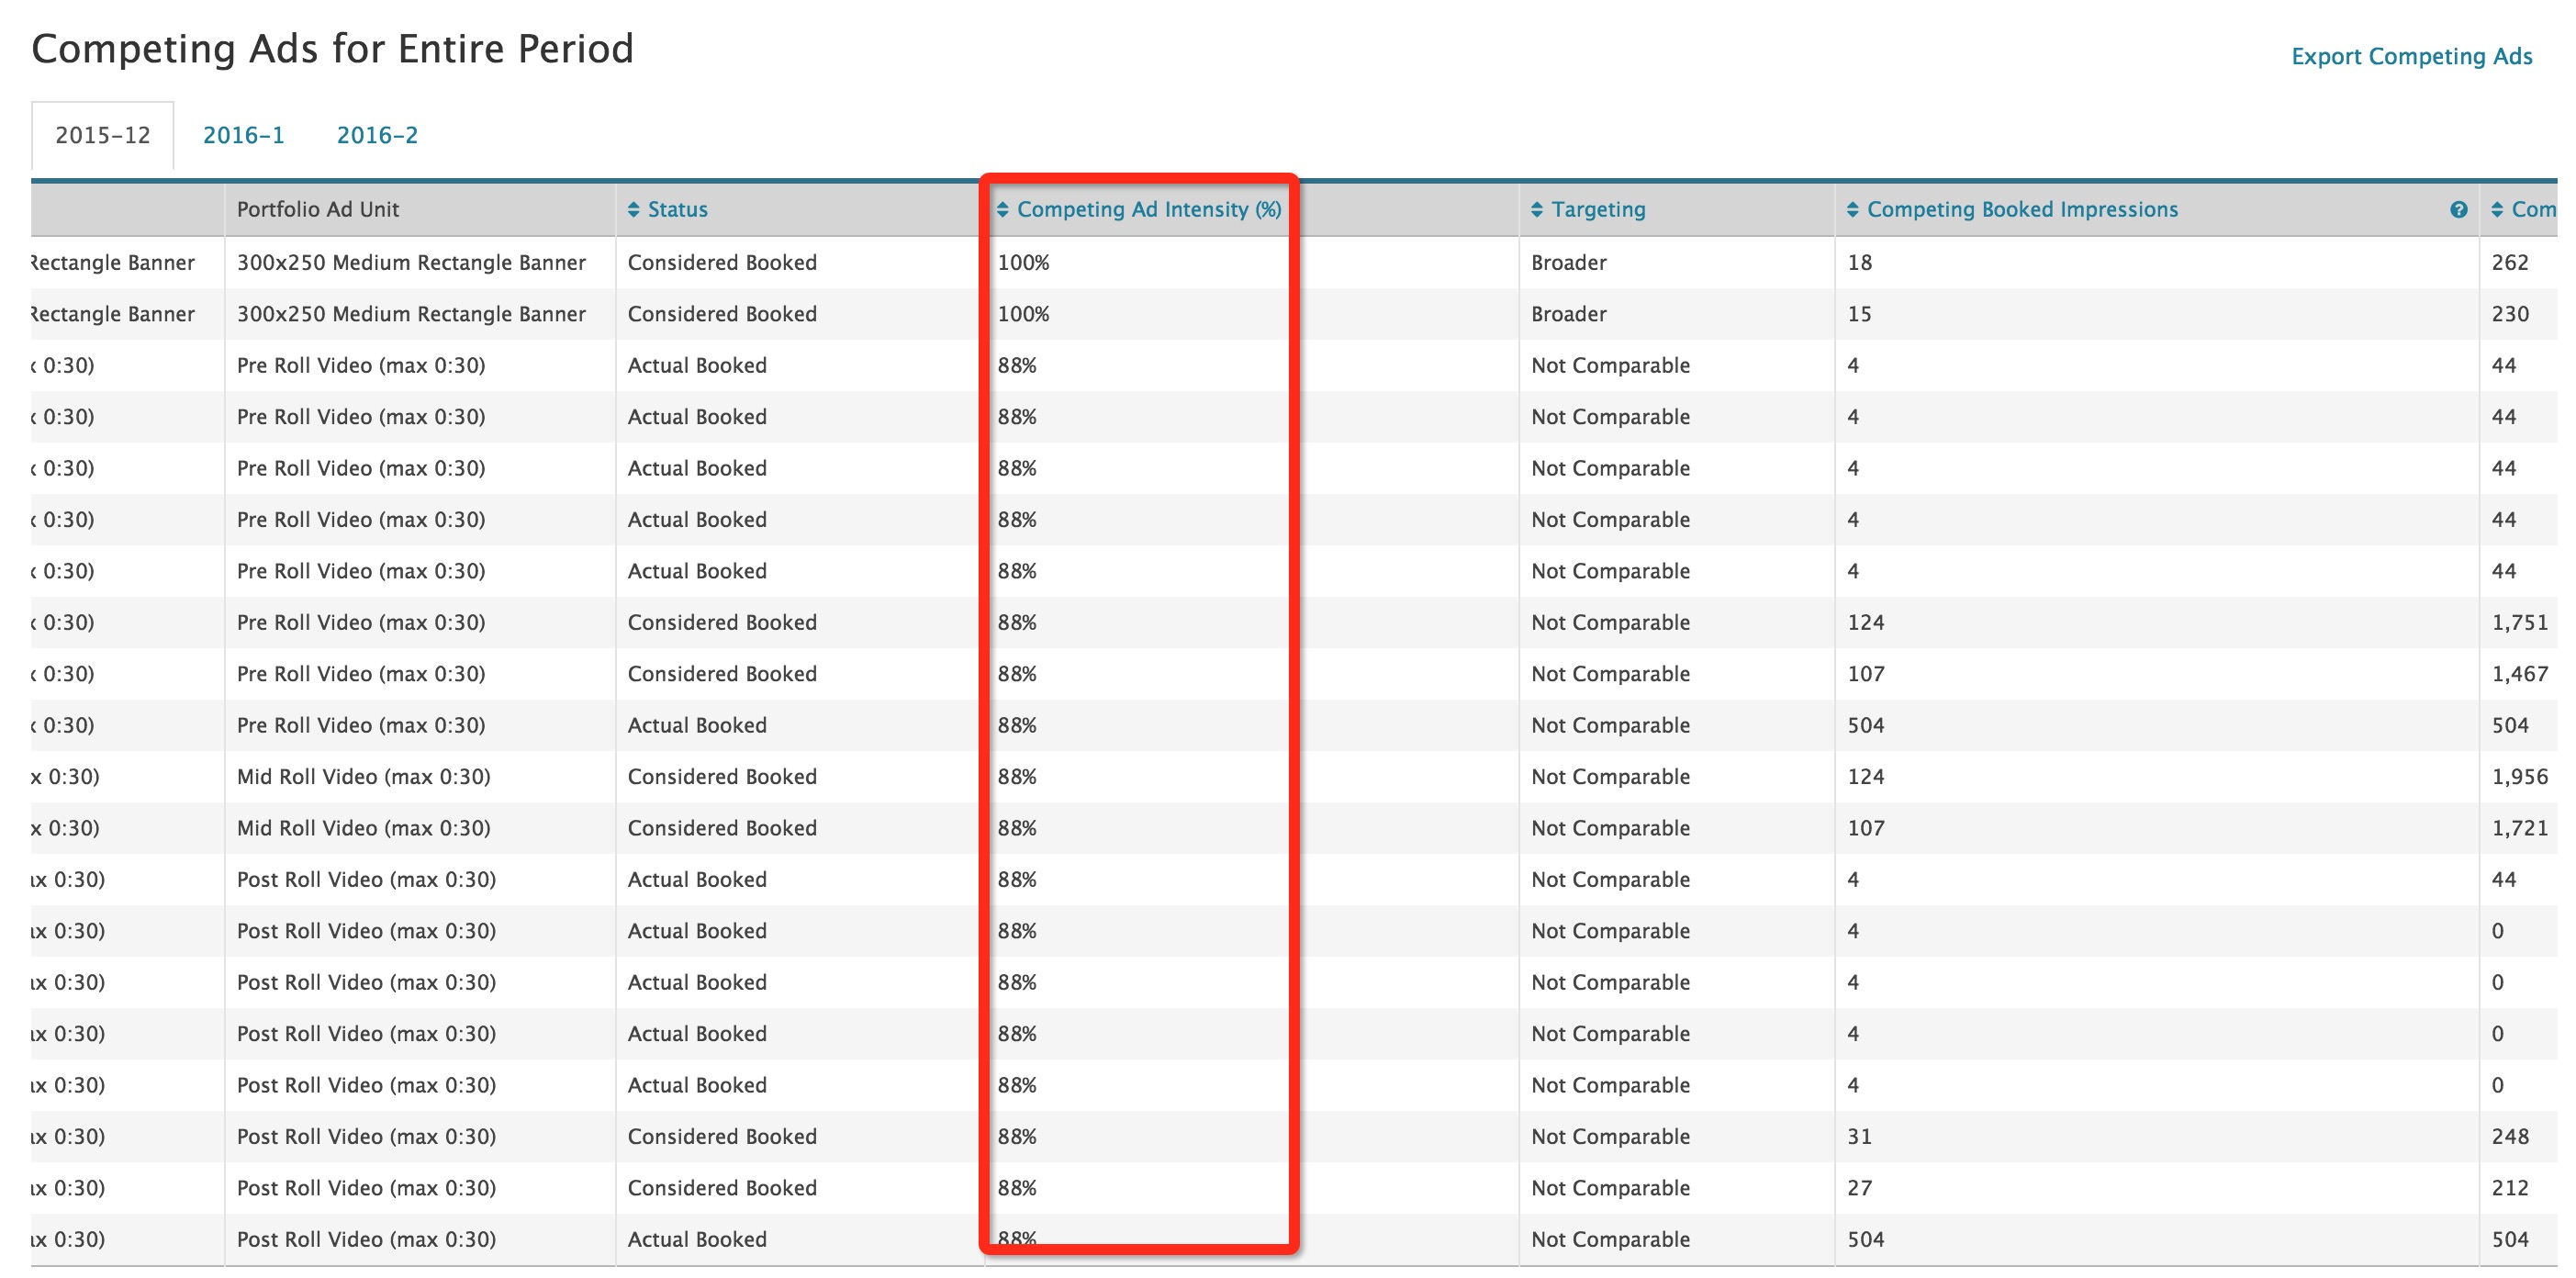 Competing Ads for Entire Period
Export Competing Ads
2015-12 2016-1 2016-2
Portfolio Ad Unit Status Competing Ad Intensity (%) Targeting Competing Booked Impressions ? Com
Rectangle Banner 300x250 Medium Rectangle Banner Considered Booked 100% Broader 18 262
Rectangle Banner 300x250 Medium Rectangle Banner Considered Booked 100% Broader 15 230
x 0:30) Pre Roll Video (max 0:30) Actual Booked 88% Not Comparable 4 44
x 0:30) Pre Roll Video (max 0:30) Actual Booked 88% Not Comparable 4 44
x 0:30) Pre Roll Video (max 0:30) Actual Booked 88% Not Comparable 4 44
x 0:30) Pre Roll Video (max 0:30) Actual Booked 88% Not Comparable 4 44
x 0:30) Pre Roll Video (max 0:30) Actual Booked 88% Not Comparable 4 44
x 0:30) Pre Roll Video (max 0:30) Considered Booked 88% Not Comparable 124 1,751
x 0:30) Pre Roll Video (max 0:30) Considered Booked 88% Not Comparable 107 1,467
x 0:30) Pre Roll Video (max 0:30) Actual Booked 88% Not Comparable 504 504
x 0:30) Mid Roll Video (max 0:30) Considered Booked 88% Not Comparable 124 1,956
x 0:30) Mid Roll Video (max 0:30) Considered Booked 88% Not Comparable 107 1,721
ax 0:30) Post Roll Video (max 0:30) Actual Booked 88% Not Comparable 4 44
ax 0:30) Post Roll Video (max 0:30) Actual Booked 88% Not Comparable 4 0
ax 0:30) Post Roll Video (max 0:30) Actual Booked 88% Not Comparable 4 0
ax 0:30) Post Roll Video (max 0:30) Actual Booked 88% Not Comparable 4 0
ax 0:30) Post Roll Video (max 0:30) Actual Booked 88% Not Comparable 4 0
ax 0:30) Post Roll Video (max 0:30) Considered Booked 88% Not Comparable 31 248
ax 0:30) Post Roll Video (max 0:30) Considered Booked 88% Not Comparable 27 212
ax 0:30) Post Roll Video (max 0:30) Actual Booked 88% Not Comparable 504 504